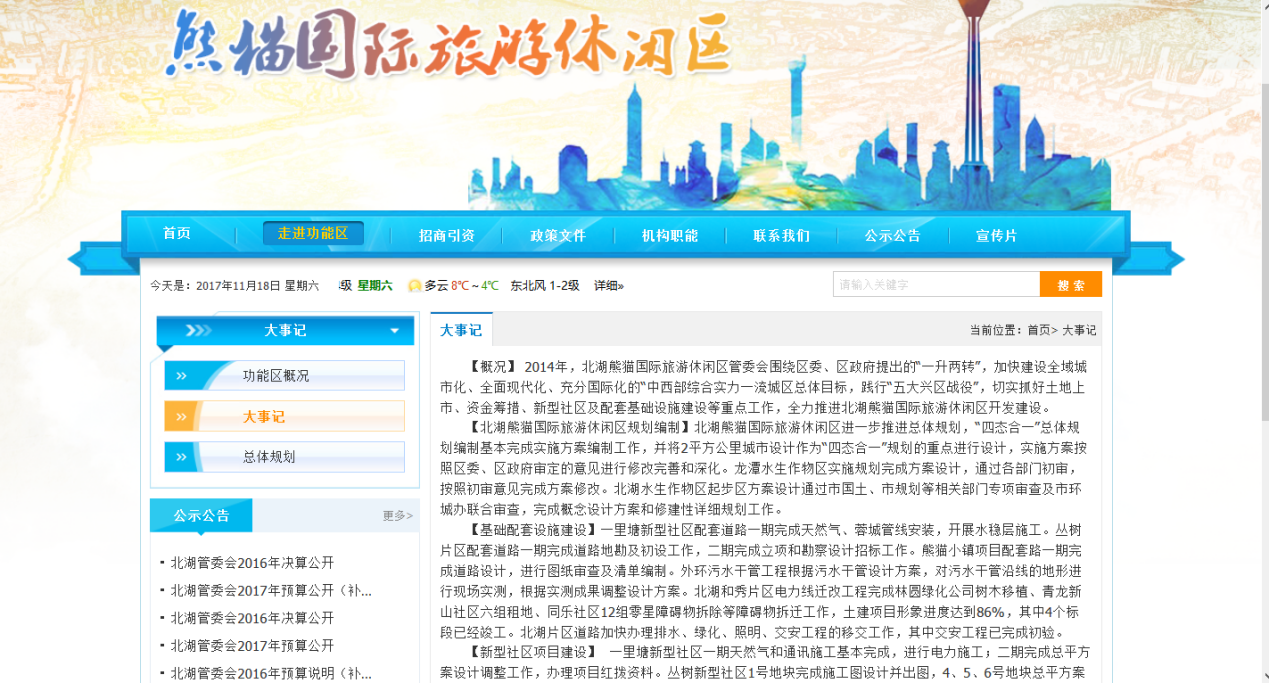 熊猫国际旅游休闲区
首页 走进功能区 招商引资 政策文件 机构职能 联系我们 公示公告 宣传片
今天是：2017年11月18日 星期六 级 星期六 多云 8℃～4℃ 东北风 1-2级 详细»
请输入关键字 搜 索
大事记
功能区概况
大事记
总体规划
公示公告 更多>
北湖管委会2016年决算公开
北湖管委会2017年预算公开（补...
北湖管委会2016年决算公开
北湖管委会2017年预算公开
北湖管委会2016年预算说明（补...
大事记 当前位置：首页> 大事记
【概况】 2014年，北湖熊猫国际旅游休闲区管委会围绕区委、区政府提出的“一升两转”，加快建设全域城
市化、全面现代化、充分国际化的“中西部综合实力一流城区总体目标，践行“五大兴区战役”，切实抓好土地上
市、资金筹措、新型社区及配套基础设施建设等重点工作，全力推进北湖熊猫国际旅游休闲区开发建设。
【北湖熊猫国际旅游休闲区规划编制】北湖熊猫国际旅游休闲区进一步推进总体规划，“四态合一”总体规
划编制基本完成实施方案编制工作，并将2平方公里城市设计作为“四态合一”规划的重点进行设计，实施方案按
照区委、区政府审定的意见进行修改完善和深化。龙潭水生作物区实施规划完成方案设计，通过各部门初审，
按照初审意见完成方案修改。北湖水生作物区起步区方案设计通过市国土、市规划等相关部门专项审查及市环
城办联合审查，完成概念设计方案和修建性详细规划工作。
【基础配套设施建设】一里塘新型社区配套道路一期完成天然气、蓉城管线安装，开展水稳层施工。丛树
片区配套道路一期完成道路地勘及初设工作，二期完成立项和勘察设计招标工作。熊猫小镇项目配套路一期完
成道路设计，进行图纸审查及清单编制。外环污水干管工程根据污水干管设计方案，对污水干管沿线的地形进
行现场实测，根据实测成果调整设计方案。北湖和秀片区电力线迁改工程完成林圆绿化公司树木移植、青龙新
山社区六组租地、同乐社区12组零星障碍物拆除等障碍物拆迁工作，土建项目形象进度达到86%，其中4个标
段已经竣工。北湖片区道路加快办理排水、绿化、照明、交安工程的移交工作，其中交安工程已完成初验。
【新型社区项目建设】 一里塘新型社区一期天然气和通讯施工基本完成，进行电力施工；二期完成总平方
案设计调整工作，办理项目红拨资料。丛树新型社区1号地块完成施工图设计并出图，4、5、6号地块总平方案